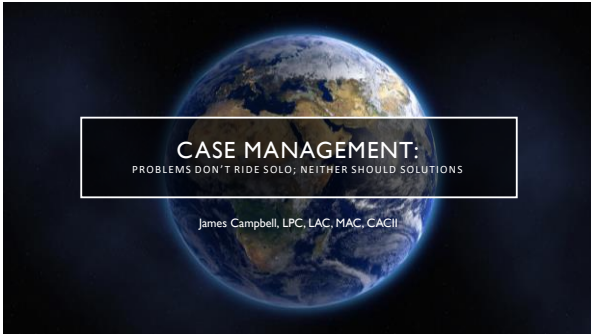 CASE MANAGEMENT:
PROBLEMS DON'T RIDE SOLO; NEITHER SHOULD SOLUTIONS
James Campbell, LPC, LAC, MAC, CACII